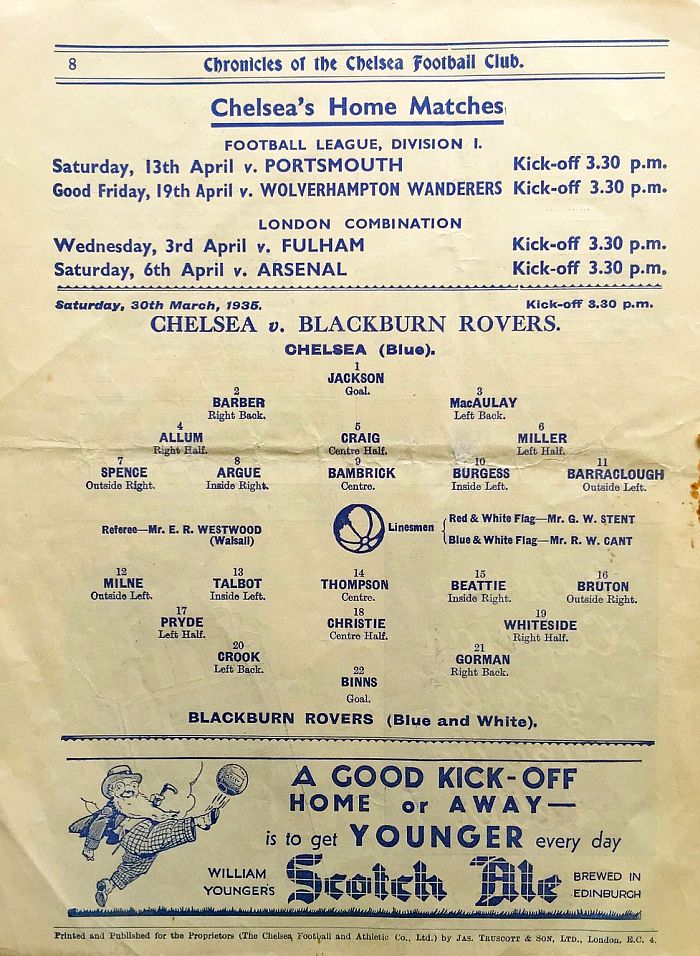 8 Chronicles of the Chelsea Football Club.
Chelsea's Home Matches
FOOTBALL LEAGUE, DIVISION I.
Saturday, 13th April v. PORTSMOUTH Kick-off 3.30 p.m.
Good Friday, 19th April v. WOLVERHAMPTON WANDERERS Kick-off 3.30 p.m.
LONDON COMBINATION
Wednesday, 3rd April v. FULHAM Kick-off 3.30 p.m.
Saturday, 6th April v. ARSENAL Kick-off 3.30 p.m.
Saturday, 30th March, 1935. Kick-off 3.30 p.m.
CHELSEA v. BLACKBURN ROVERS.
CHELSEA (Blue).
1
JACKSON
Goal.
2 3
BARBER MacAULAY
Right Back. Left Back.
4 5 6
ALLUM CRAIG MILLER
Right Half. Centre Half. Left Half.
7 8 9 10 11
SPENCE ARGUE BAMBRICK BURGESS BARRACLOUGH
Outside Right. Inside Right. Centre. Inside Left. Outside Left.
Referee—Mr. E. R. WESTWOOD
(Walsall)
Linesmen
Red & White Flag—Mr. G. W. STENT
Blue & White Flag—Mr. R. W. CANT
12 13 14 15 16
MILNE TALBOT THOMPSON BEATTIE BRUTON
Outside Left. Inside Left. Centre. Inside Right. Outside Right.
17 18 19
PRYDE CHRISTIE WHITESIDE
Left Half. Centre Half. Right Half.
20 21
CROOK GORMAN
Left Back. Right Back.
22
BINNS
Goal.
BLACKBURN ROVERS (Blue and White).
A GOOD KICK-OFF
HOME or AWAY—
is to get YOUNGER every day
WILLIAM YOUNGER'S Scotch Ale BREWED IN EDINBURGH
Printed and Published for the Proprietors (The Chelsea Football and Athletic Co., Ltd.) by JAS. TRUSCOTT & SON, LTD., London, E.C. 4.